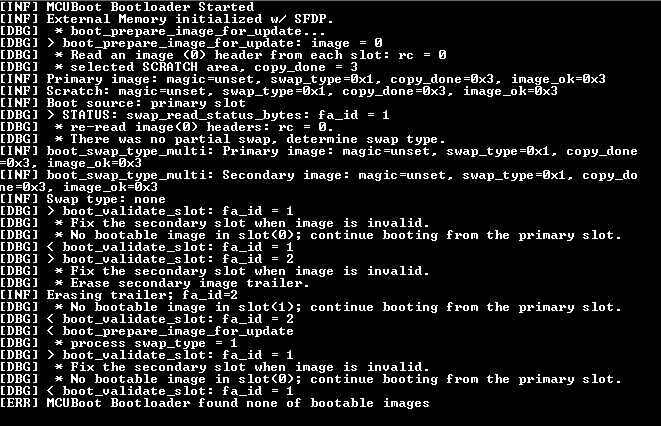 [INF] MCUBoot Bootloader Started
[INF] External Memory initialized w/ SFDP.
[DBG]  * boot_prepare_image_for_update...
[DBG] > boot_prepare_image_for_update: image = 0
[DBG]  * Read an image (0) header from each slot: rc = 0
[DBG]  * selected SCRATCH area, copy_done = 3
[INF] Primary image: magic=unset, swap_type=0x1, copy_done=0x3, image_ok=0x3
[INF] Scratch: magic=unset, swap_type=0x1, copy_done=0x3, image_ok=0x3
[INF] Boot source: primary slot
[DBG] > STATUS: swap_read_status_bytes: fa_id = 1
[DBG]  * re-read image(0) headers: rc = 0.
[DBG]  * There was no partial swap, determine swap type.
[INF] boot_swap_type_multi: Primary image: magic=unset, swap_type=0x1, copy_done
=0x3, image_ok=0x3
[INF] boot_swap_type_multi: Secondary image: magic=unset, swap_type=0x1, copy_do
ne=0x3, image_ok=0x3
[INF] Swap type: none
[DBG] > boot_validate_slot: fa_id = 1
[DBG]  * Fix the secondary slot when image is invalid.
[DBG]  * No bootable image in slot(0); continue booting from the primary slot.
[DBG] < boot_validate_slot: fa_id = 1
[DBG] > boot_validate_slot: fa_id = 2
[DBG]  * Fix the secondary slot when image is invalid.
[DBG]  * Erase secondary image trailer.
[INF] Erasing trailer; fa_id=2
[DBG]  * No bootable image in slot(1); continue booting from the primary slot.
[DBG] < boot_validate_slot: fa_id = 2
[DBG] < boot_prepare_image_for_update
[DBG]  * process swap_type = 1
[DBG] > boot_validate_slot: fa_id = 1
[DBG]  * Fix the secondary slot when image is invalid.
[DBG]  * No bootable image in slot(0); continue booting from the primary slot.
[DBG] < boot_validate_slot: fa_id = 1
[ERR] MCUBoot Bootloader found none of bootable images